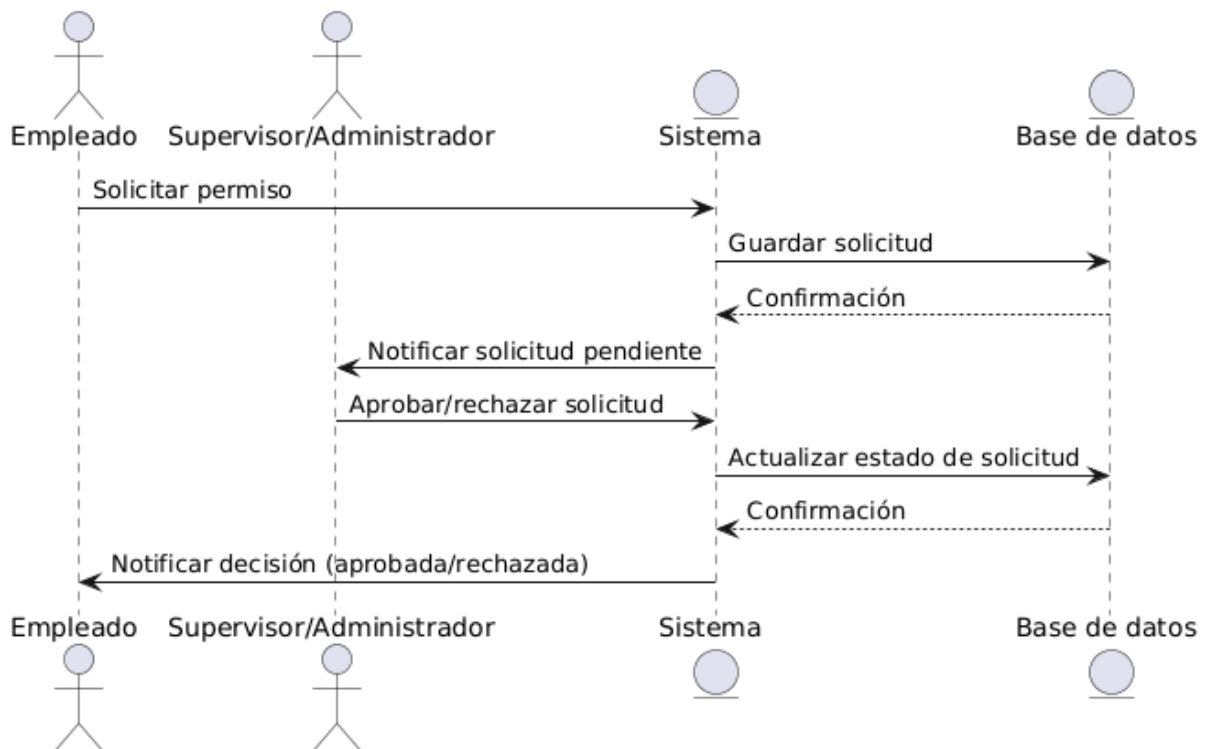 Empleado
Supervisor/Administrador
Sistema
Base de datos
Solicitar permiso
Guardar solicitud
Confirmación
Notificar solicitud pendiente
Aprobar/rechazar solicitud
Actualizar estado de solicitud
Confirmación
Notificar decisión (aprobada/rechazada)
Empleado
Supervisor/Administrador
Sistema
Base de datos